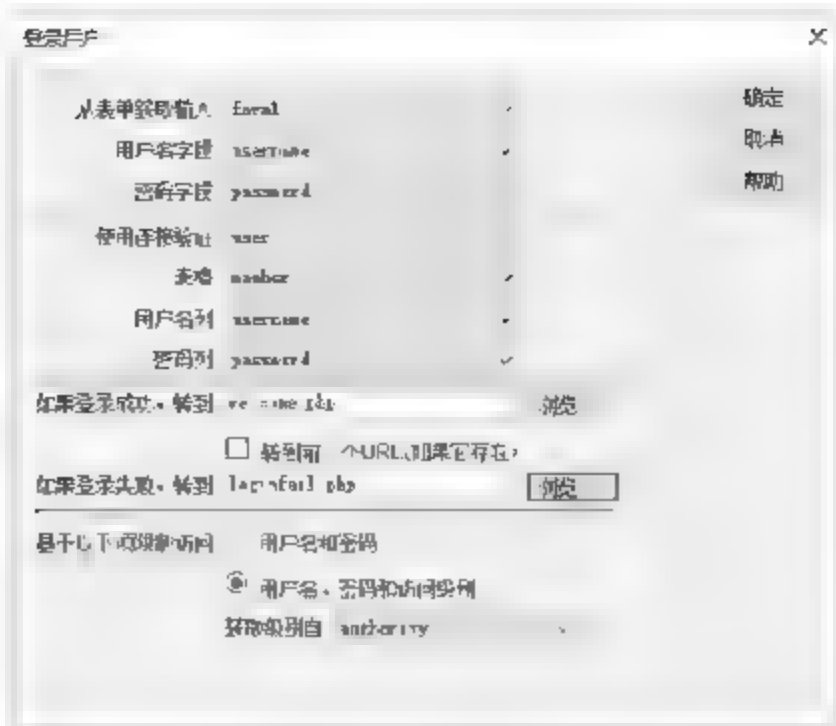 登录用户
从表单获取输入 form1
确定
用户名字段 username
取消
密码字段 password
帮助
使用连接验证 user
表格 member
用户名列 username
密码列 password
如果登录成功，转到 welcome.php 浏览
转到前一个URL(如果它存在)
如果登录失败，转到 loginfail.php 浏览
基于以下项限制访问 用户名和密码
用户名、密码和访问级别
获取级别自 authority